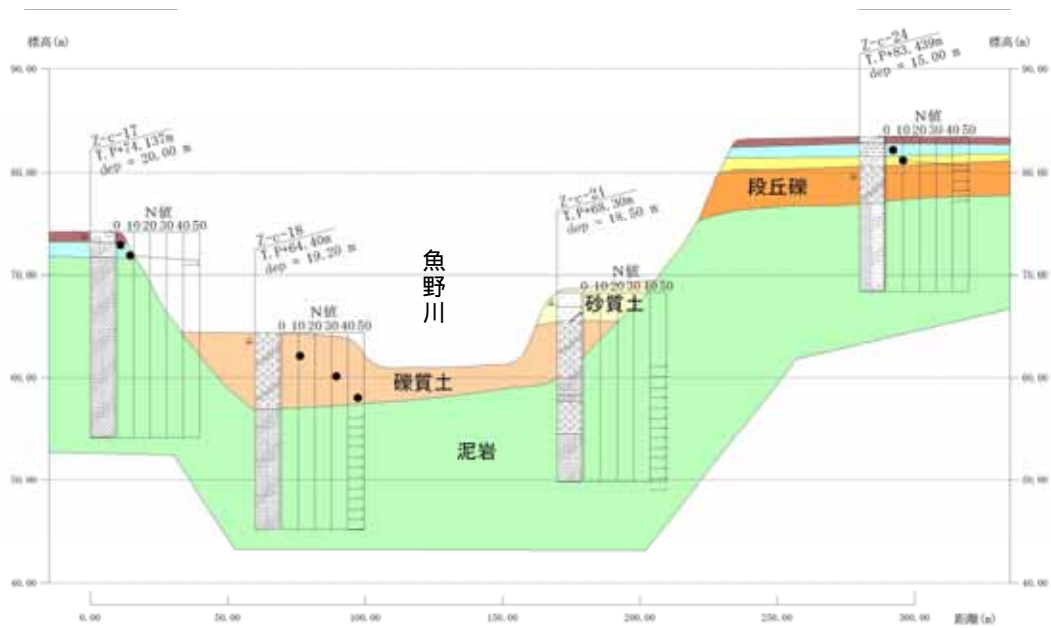 標高(m)
標高(m)
90.00
90.00
Z-c-24
T.P+83.439m
dep = 15.00 m
N値
0 10 20 30 40 50
Z-c-17
T.P+74.137m
dep = 20.00 m
N値
0 10 20 30 40 50
80.00
80.00
段丘礫
Z-c-21
T.P+68.30m
dep = 18.50 m
N値
0 10 20 30 40 50
砂質土
Z-c-18
T.P+64.40m
dep = 19.20 m
N値
0 10 20 30 40 50
魚野川
70.00
70.00
60.00
60.00
礫質土
泥岩
50.00
50.00
40.00
40.00
0.00
50.00
100.00
150.00
200.00
250.00
300.00
距離(m)